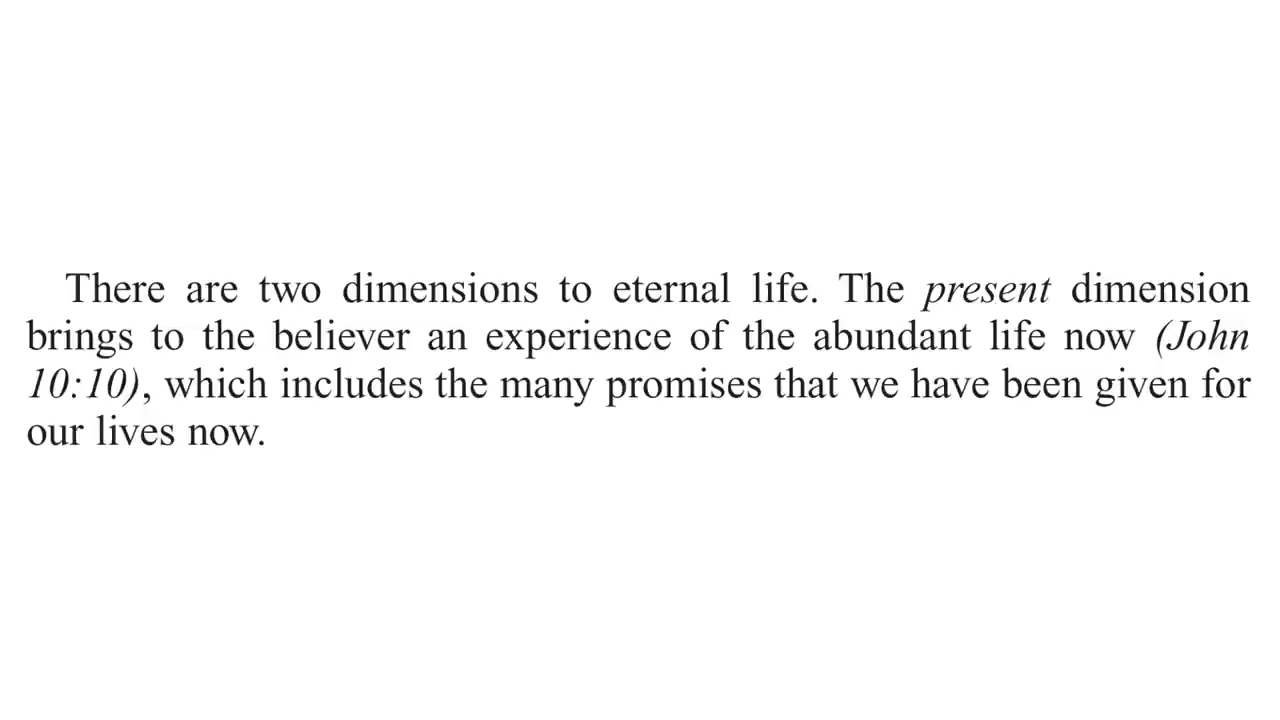 There are two dimensions to eternal life. The present dimension
brings to the believer an experience of the abundant life now (John
10:10), which includes the many promises that we have been given for
our lives now.